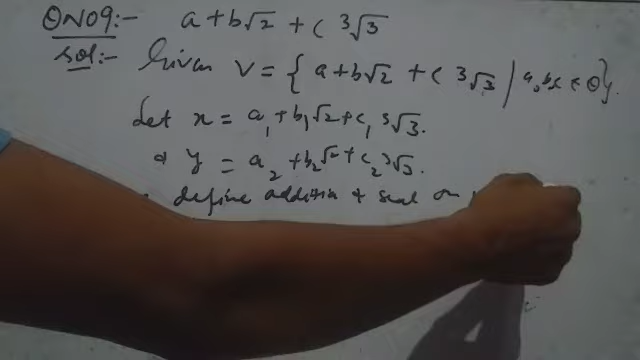 QN09:- a+b√2 + c ³√3
Sol:- Given V = { a+b√2 + c ³√3 | a, b, c ∈ Q }.
Let x = a₁ + b₁√2 + c₁ ³√3.
& y = a₂ + b₂√2 + c₂ ³√3.
define addition & scal on